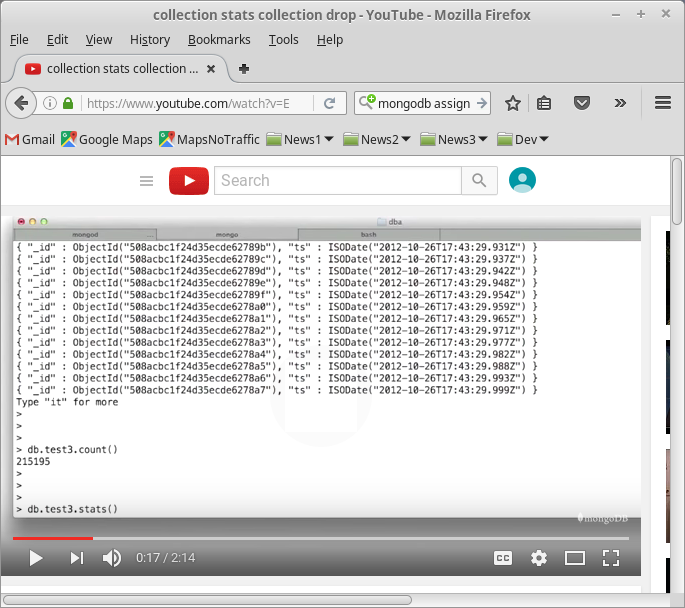 collection stats collection drop - YouTube - Mozilla Firefox
File Edit View History Bookmarks Tools Help
collection stats collection ...
https://www.youtube.com/watch?v=E
mongodb assign
Gmail Google Maps MapsNoTraffic News1 News2 News3 Dev
Search
dba
mongod mongo bash
{ "_id" : ObjectId("508acbc1f24d35ecde62789b"), "ts" : ISODate("2012-10-26T17:43:29.931Z") }
{ "_id" : ObjectId("508acbc1f24d35ecde62789c"), "ts" : ISODate("2012-10-26T17:43:29.937Z") }
{ "_id" : ObjectId("508acbc1f24d35ecde62789d"), "ts" : ISODate("2012-10-26T17:43:29.942Z") }
{ "_id" : ObjectId("508acbc1f24d35ecde62789e"), "ts" : ISODate("2012-10-26T17:43:29.948Z") }
{ "_id" : ObjectId("508acbc1f24d35ecde62789f"), "ts" : ISODate("2012-10-26T17:43:29.954Z") }
{ "_id" : ObjectId("508acbc1f24d35ecde6278a0"), "ts" : ISODate("2012-10-26T17:43:29.959Z") }
{ "_id" : ObjectId("508acbc1f24d35ecde6278a1"), "ts" : ISODate("2012-10-26T17:43:29.965Z") }
{ "_id" : ObjectId("508acbc1f24d35ecde6278a2"), "ts" : ISODate("2012-10-26T17:43:29.971Z") }
{ "_id" : ObjectId("508acbc1f24d35ecde6278a3"), "ts" : ISODate("2012-10-26T17:43:29.977Z") }
{ "_id" : ObjectId("508acbc1f24d35ecde6278a4"), "ts" : ISODate("2012-10-26T17:43:29.982Z") }
{ "_id" : ObjectId("508acbc1f24d35ecde6278a5"), "ts" : ISODate("2012-10-26T17:43:29.988Z") }
{ "_id" : ObjectId("508acbc1f24d35ecde6278a6"), "ts" : ISODate("2012-10-26T17:43:29.993Z") }
{ "_id" : ObjectId("508acbc1f24d35ecde6278a7"), "ts" : ISODate("2012-10-26T17:43:29.999Z") }
Type "it" for more
>
>
>
> db.test3.count()
215195
>
>
>
> db.test3.stats()
mongoDB
0:17 / 2:14 CC